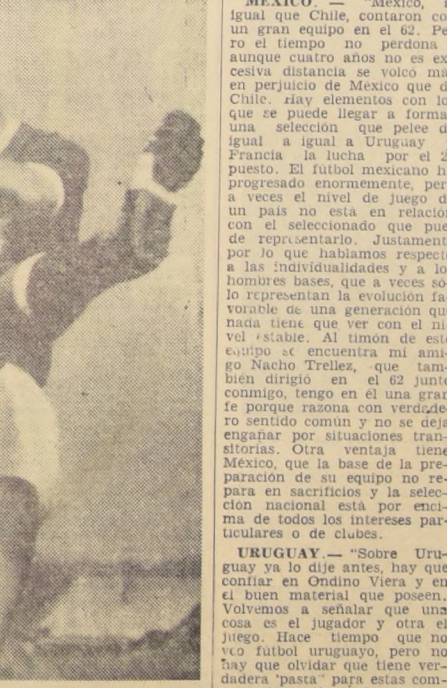 MEXICO. — "México,
igual que Chile, contaron
un gran equipo en el 62. Pe
ro el tiempo no perdona
aunque cuatro años no es ex
cesiva distancia se volcó
en perjuicio de México que
Chile. Hay elementos con
que se puede llegar a forma
una selección que pelee
igual a igual a Uruguay
Francia la lucha por el
puesto. El fútbol mexicano
progresado enormemente, per
a veces el nivel de juego d
un país no está en relació
con el seleccionado que pue
de representarlo. Justament
por lo que hablamos respect
a las individualidades y a lo
hombres bases, que a veces só-
lo representan la evolución fa-
vorable de una generación qu
nada tiene que ver con el ni
vel estable. Al timón de est
equipo se encuentra mi ami-
go Nacho Trellez, que tam-
bién dirigió en el 62 junt
conmigo, tengo en él una gran
fe porque razona con verdade-
ro sentido común y no se deja
engañar por situaciones tran-
sitorias. Otra ventaja tiene
México, que la base de la pre-
paración de su equipo no re-
para en sacrificios y la selec-
ción nacional está por enci-
ma de todos los intereses par-
ticulares o de clubes.
URUGUAY.— "Sobre Uru-
guay ya lo dije antes, hay que
confiar en Ondino Viera y en
el buen material que poseen.
Volvemos a señalar que una
cosa es el jugador y otra el
juego. Hace tiempo que no
veo fútbol uruguayo, pero no
hay que olvidar que tiene ver-
dadera "pasta" para estas com-